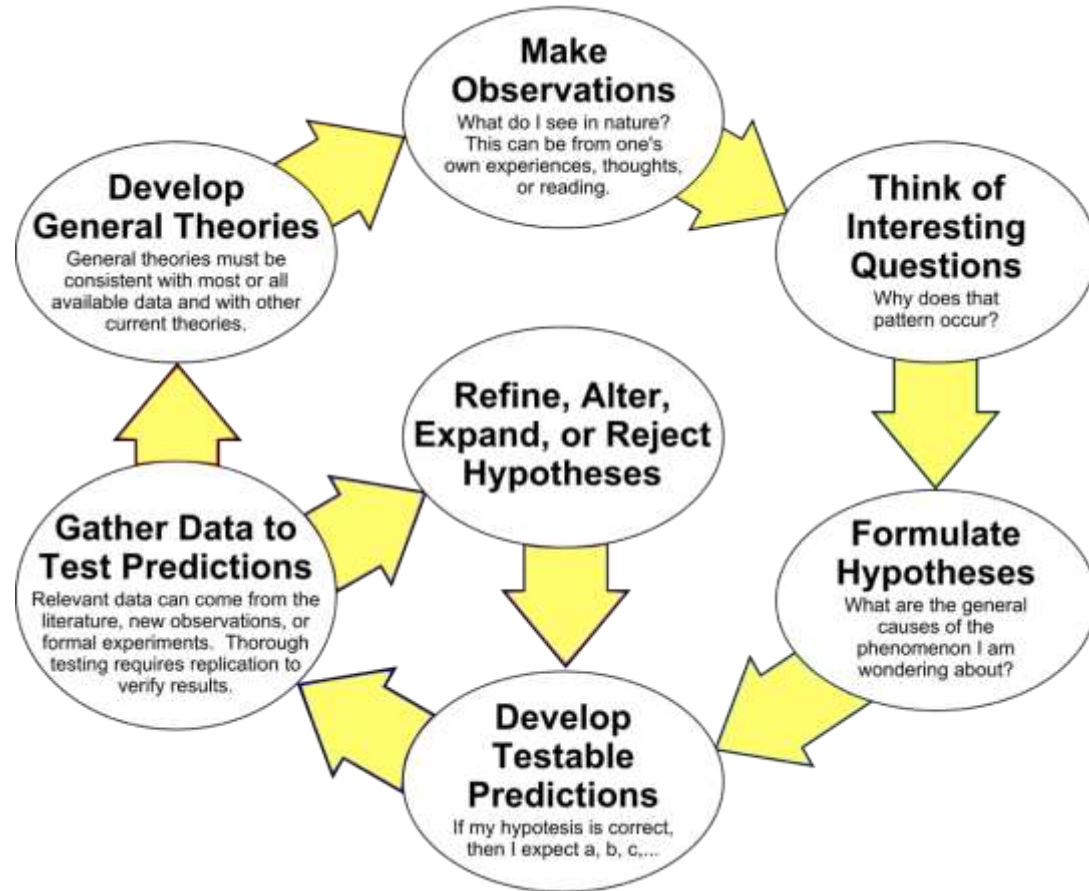 Make
Observations
What do I see in nature?
This can be from one's
own experiences, thoughts,
or reading.
Think of
Interesting
Questions
Why does that
pattern occur?
Formulate
Hypotheses
What are the general
causes of the
phenomenon I am
wondering about?
Develop
Testable
Predictions
If my hypotesis is correct,
then I expect a, b, c,...
Gather Data to
Test Predictions
Relevant data can come from the
literature, new observations, or
formal experiments. Thorough
testing requires replication to
verify results.
Refine, Alter,
Expand, or Reject
Hypotheses
Develop
General Theories
General theories must be
consistent with most or all
available data and with other
current theories.